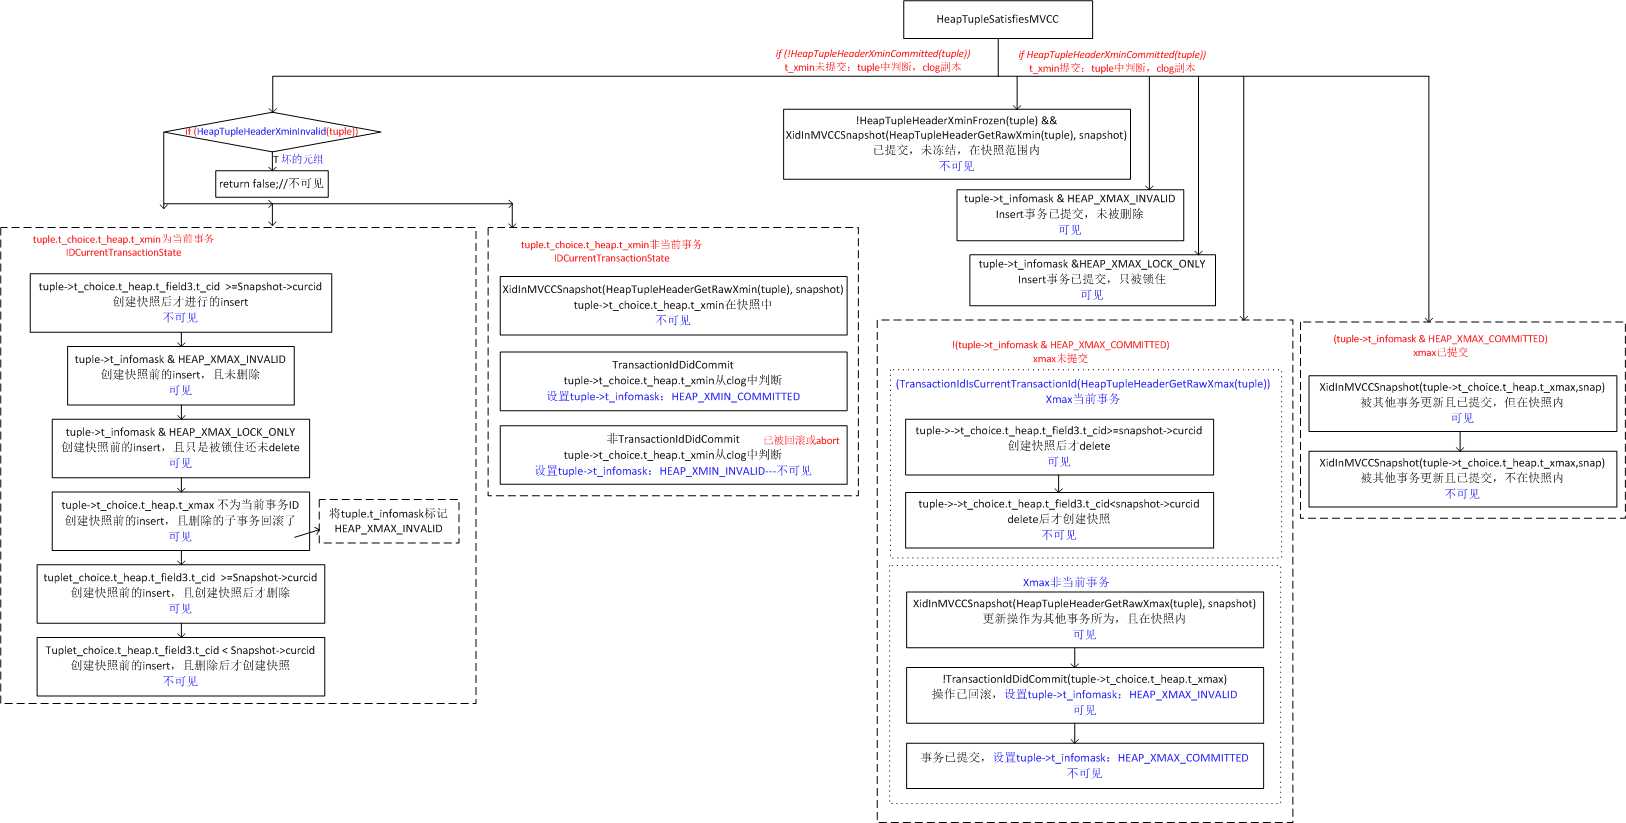 HeapTupleSatisfiesMVCC
if (!HeapTupleHeaderXminCommitted(tuple))
t_xmin未提交；tuple中判断，clog副本
if HeapTupleHeaderXminCommitted(tuple))
t_xmin提交；tuple中判断，clog副本
if (HeapTupleHeaderXminInvalid(tuple))
T 坏的元组
return false;//不可见
tuple.t_choice.t_heap.t_xmin为当前事务
IDCurrentTransactionState
tuple->t_choice.t_heap.t_field3.t_cid >=Snapshot->curcid
创建快照后才进行的insert
不可见
tuple->t_infomask & HEAP_XMAX_INVALID
创建快照前的insert，且未删除
可见
tuple->t_infomask & HEAP_XMAX_LOCK_ONLY
创建快照前的insert，且只是被锁住还未delete
可见
tuple->t_choice.t_heap.t_xmax 不为当前事务ID
创建快照前的insert，且删除的子事务回滚了
可见
将tuple.t_infomask标记
HEAP_XMAX_INVALID
tuplet_choice.t_heap.t_field3.t_cid >=Snapshot->curcid
创建快照前的insert，且创建快照后才删除
可见
Tuplet_choice.t_heap.t_field3.t_cid < Snapshot->curcid
创建快照前的insert，且删除后才创建快照
不可见
tuple.t_choice.t_heap.t_xmin非当前事务
IDCurrentTransactionState
XidInMVCCSnapshot(HeapTupleHeaderGetRawXmin(tuple), snapshot)
tuple->t_choice.t_heap.t_xmin在快照中
不可见
TransactionIdDidCommit
tuple->t_choice.t_heap.t_xmin从clog中判断
设置tuple->t_infomask：HEAP_XMIN_COMMITTED
非TransactionIdDidCommit 已被回滚或abort
tuple->t_choice.t_heap.t_xmin从clog中判断
设置tuple->t_infomask：HEAP_XMIN_INVALID---不可见
!HeapTupleHeaderXminFrozen(tuple) &&
XidInMVCCSnapshot(HeapTupleHeaderGetRawXmin(tuple), snapshot)
已提交，未冻结，在快照范围内
不可见
tuple->t_infomask & HEAP_XMAX_INVALID
Insert事务已提交，未被删除
可见
tuple->t_infomask &HEAP_XMAX_LOCK_ONLY
Insert事务已提交，只被锁住
可见
!(tuple->t_infomask & HEAP_XMAX_COMMITTED)
xmax未提交
(TransactionIdIsCurrentTransactionId(HeapTupleHeaderGetRawXmax(tuple))
Xmax当前事务
tuple->->t_choice.t_heap.t_field3.t_cid>=snapshot->curcid
创建快照后才delete
可见
tuple->->t_choice.t_heap.t_field3.t_cid<snapshot->curcid
delete后才创建快照
不可见
Xmax非当前事务
XidInMVCCSnapshot(HeapTupleHeaderGetRawXmax(tuple), snapshot)
更新操作为其他事务所为，且在快照内
可见
!TransactionIdDidCommit(tuple->t_choice.t_heap.t_xmax)
操作已回滚，设置tuple->t_infomask：HEAP_XMAX_INVALID
可见
事务已提交，设置tuple->t_infomask：HEAP_XMAX_COMMITTED
不可见
(tuple->t_infomask & HEAP_XMAX_COMMITTED)
xmax已提交
XidInMVCCSnapshot(tuple->t_choice.t_heap.t_xmax,snap)
被其他事务更新且已提交，但在快照内
可见
XidInMVCCSnapshot(tuple->t_choice.t_heap.t_xmax,snap)
被其他事务更新且已提交，不在快照内
不可见